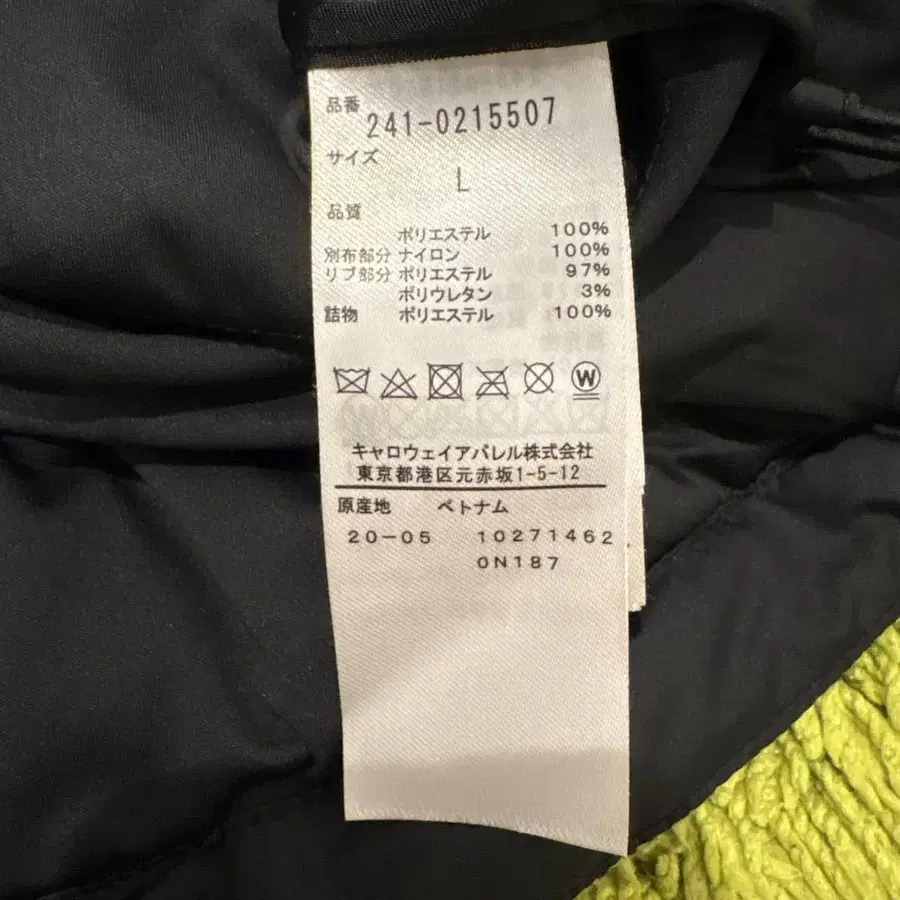 品番
241-0215507
サイズ
L
品質
ポリエステル 100%
別布部分 ナイロン 100%
リブ部分 ポリエステル 97%
ポリウレタン 3%
詰物 ポリエステル 100%
W
キャロウェイアパレル株式会社
東京都港区元赤坂1-5-12
原産地 ベトナム
20-05 10271462
0N187